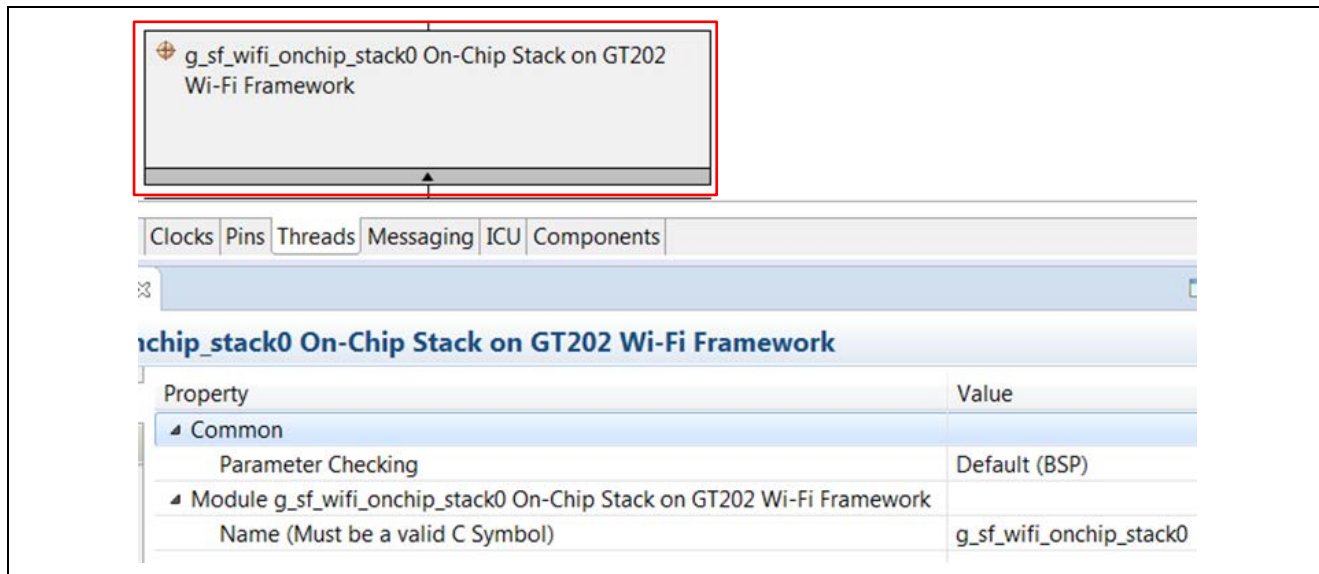 g_sf_wifi_onchip_stack0 On-Chip Stack on GT202
Wi-Fi Framework
Clocks Pins Threads Messaging ICU Components
nchip_stack0 On-Chip Stack on GT202 Wi-Fi Framework
Property Value
Common
Parameter Checking Default (BSP)
Module g_sf_wifi_onchip_stack0 On-Chip Stack on GT202 Wi-Fi Framework
Name (Must be a valid C Symbol) g_sf_wifi_onchip_stack0